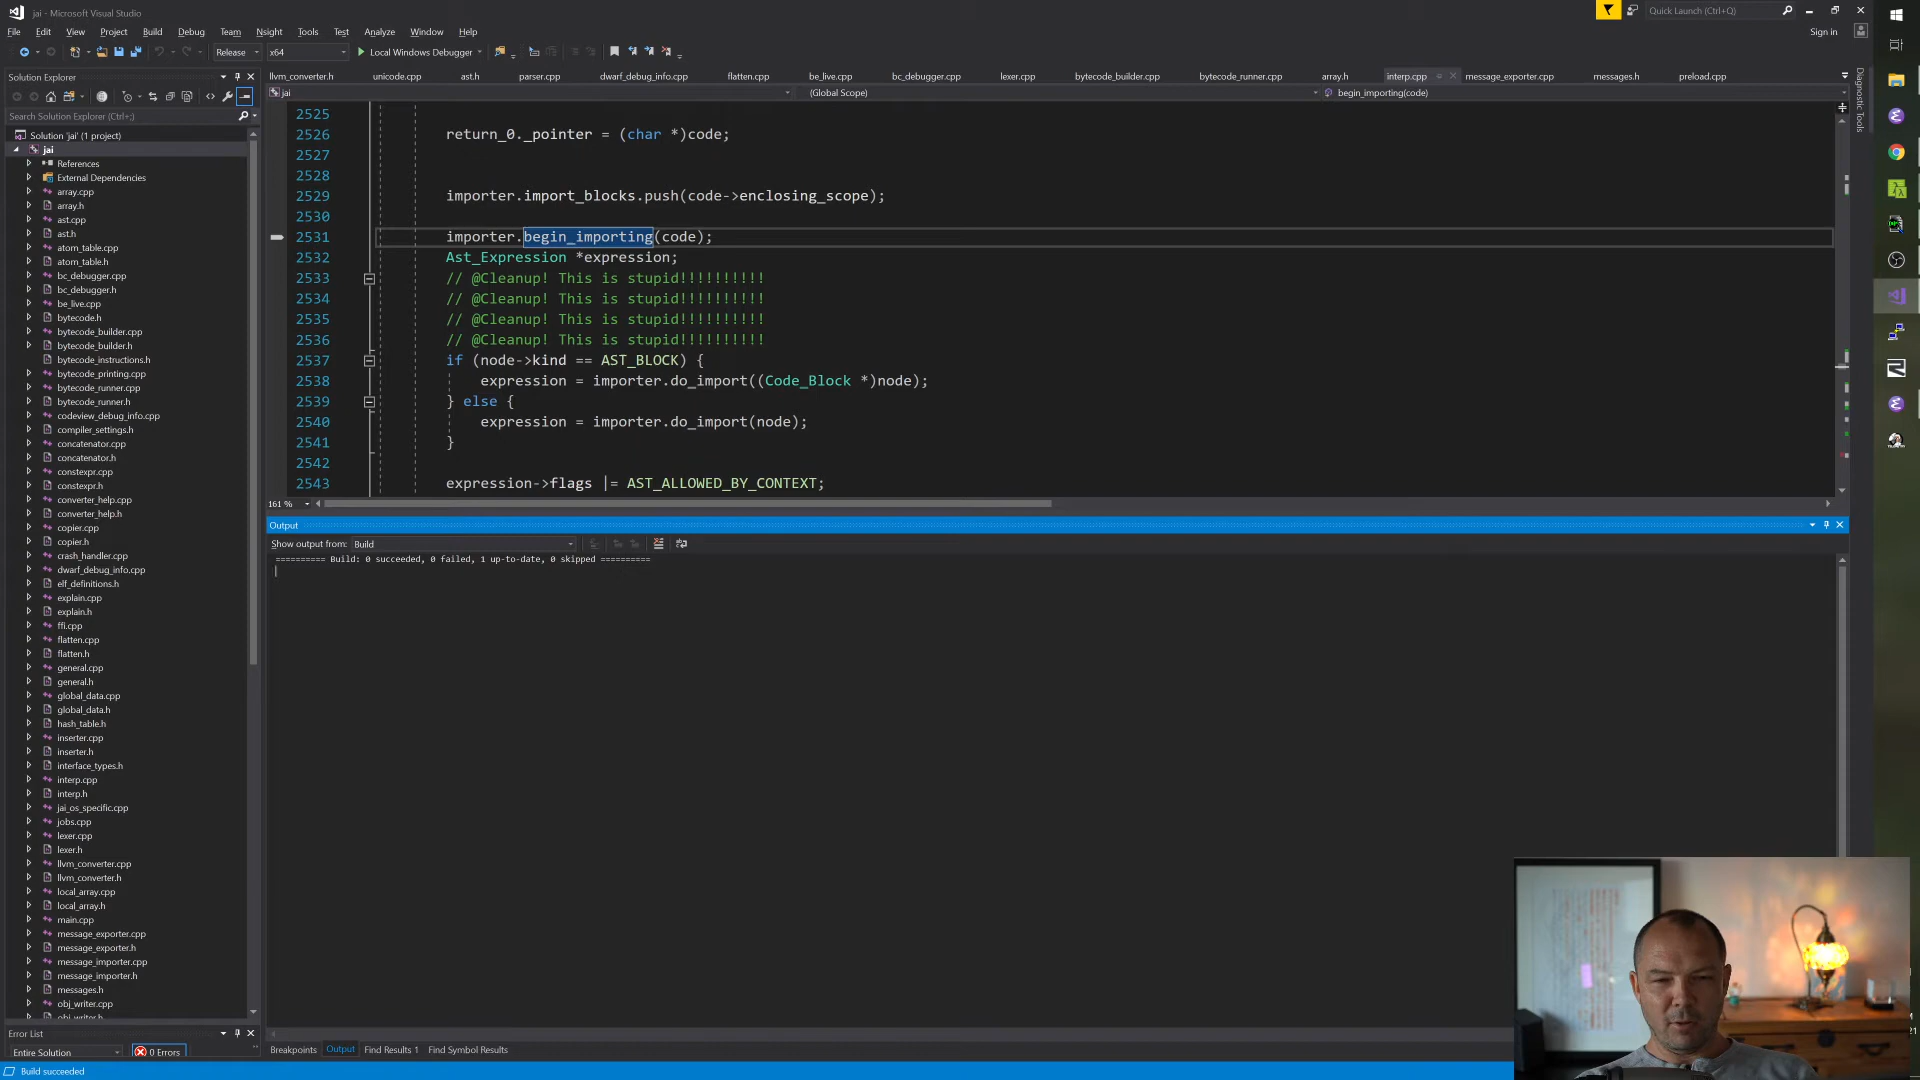 jai - Microsoft Visual Studio
Quick Launch (Ctrl+Q)
File Edit View Project Build Debug Team Nsight Tools Test Analyze Window Help
Sign in
Release x64 Local Windows Debugger
Solution Explorer
llvm_converter.h unicode.cpp ast.h parser.cpp dwarf_debug_info.cpp flatten.cpp be_live.cpp bc_debugger.cpp lexer.cpp bytecode_builder.cpp bytecode_runner.cpp array.h interp.cpp message_exporter.cpp messages.h preload.cpp
jai (Global Scope) begin_importing(code)
Diagnostic Tools
Search Solution Explorer (Ctrl+;)
Solution 'jai' (1 project)
jai
References
External Dependencies
array.cpp
array.h
ast.cpp
ast.h
atom_table.cpp
atom_table.h
bc_debugger.cpp
bc_debugger.h
be_live.cpp
bytecode.h
bytecode_builder.cpp
bytecode_builder.h
bytecode_instructions.h
bytecode_printing.cpp
bytecode_runner.cpp
bytecode_runner.h
codeview_debug_info.cpp
compiler_settings.h
concatenator.cpp
concatenator.h
constexpr.cpp
constexpr.h
converter_help.cpp
converter_help.h
copier.cpp
copier.h
crash_handler.cpp
dwarf_debug_info.cpp
elf_definitions.h
explain.cpp
explain.h
ffi.cpp
flatten.cpp
flatten.h
general.cpp
general.h
global_data.cpp
global_data.h
hash_table.h
inserter.cpp
inserter.h
interface_types.h
interp.cpp
interp.h
jai_os_specific.cpp
jobs.cpp
lexer.cpp
lexer.h
llvm_converter.cpp
llvm_converter.h
local_array.cpp
local_array.h
main.cpp
message_exporter.cpp
message_exporter.h
message_importer.cpp
message_importer.h
messages.h
obj_writer.cpp
obj_writer.h
2525
2526 return_0._pointer = (char *)code;
2527
2528
2529 importer.import_blocks.push(code->enclosing_scope);
2530
2531 importer.begin_importing(code);
2532 Ast_Expression *expression;
2533 // @Cleanup! This is stupid!!!!!!!!!!
2534 // @Cleanup! This is stupid!!!!!!!!!!
2535 // @Cleanup! This is stupid!!!!!!!!!!
2536 // @Cleanup! This is stupid!!!!!!!!!!
2537 if (node->kind == AST_BLOCK) {
2538 expression = importer.do_import((Code_Block *)node);
2539 } else {
2540 expression = importer.do_import(node);
2541 }
2542
2543 expression->flags |= AST_ALLOWED_BY_CONTEXT;
161 %
Output
Show output from: Build
========== Build: 0 succeeded, 0 failed, 1 up-to-date, 0 skipped ==========
Error List
Entire Solution 0 Errors
Breakpoints Output Find Results 1 Find Symbol Results
Build succeeded